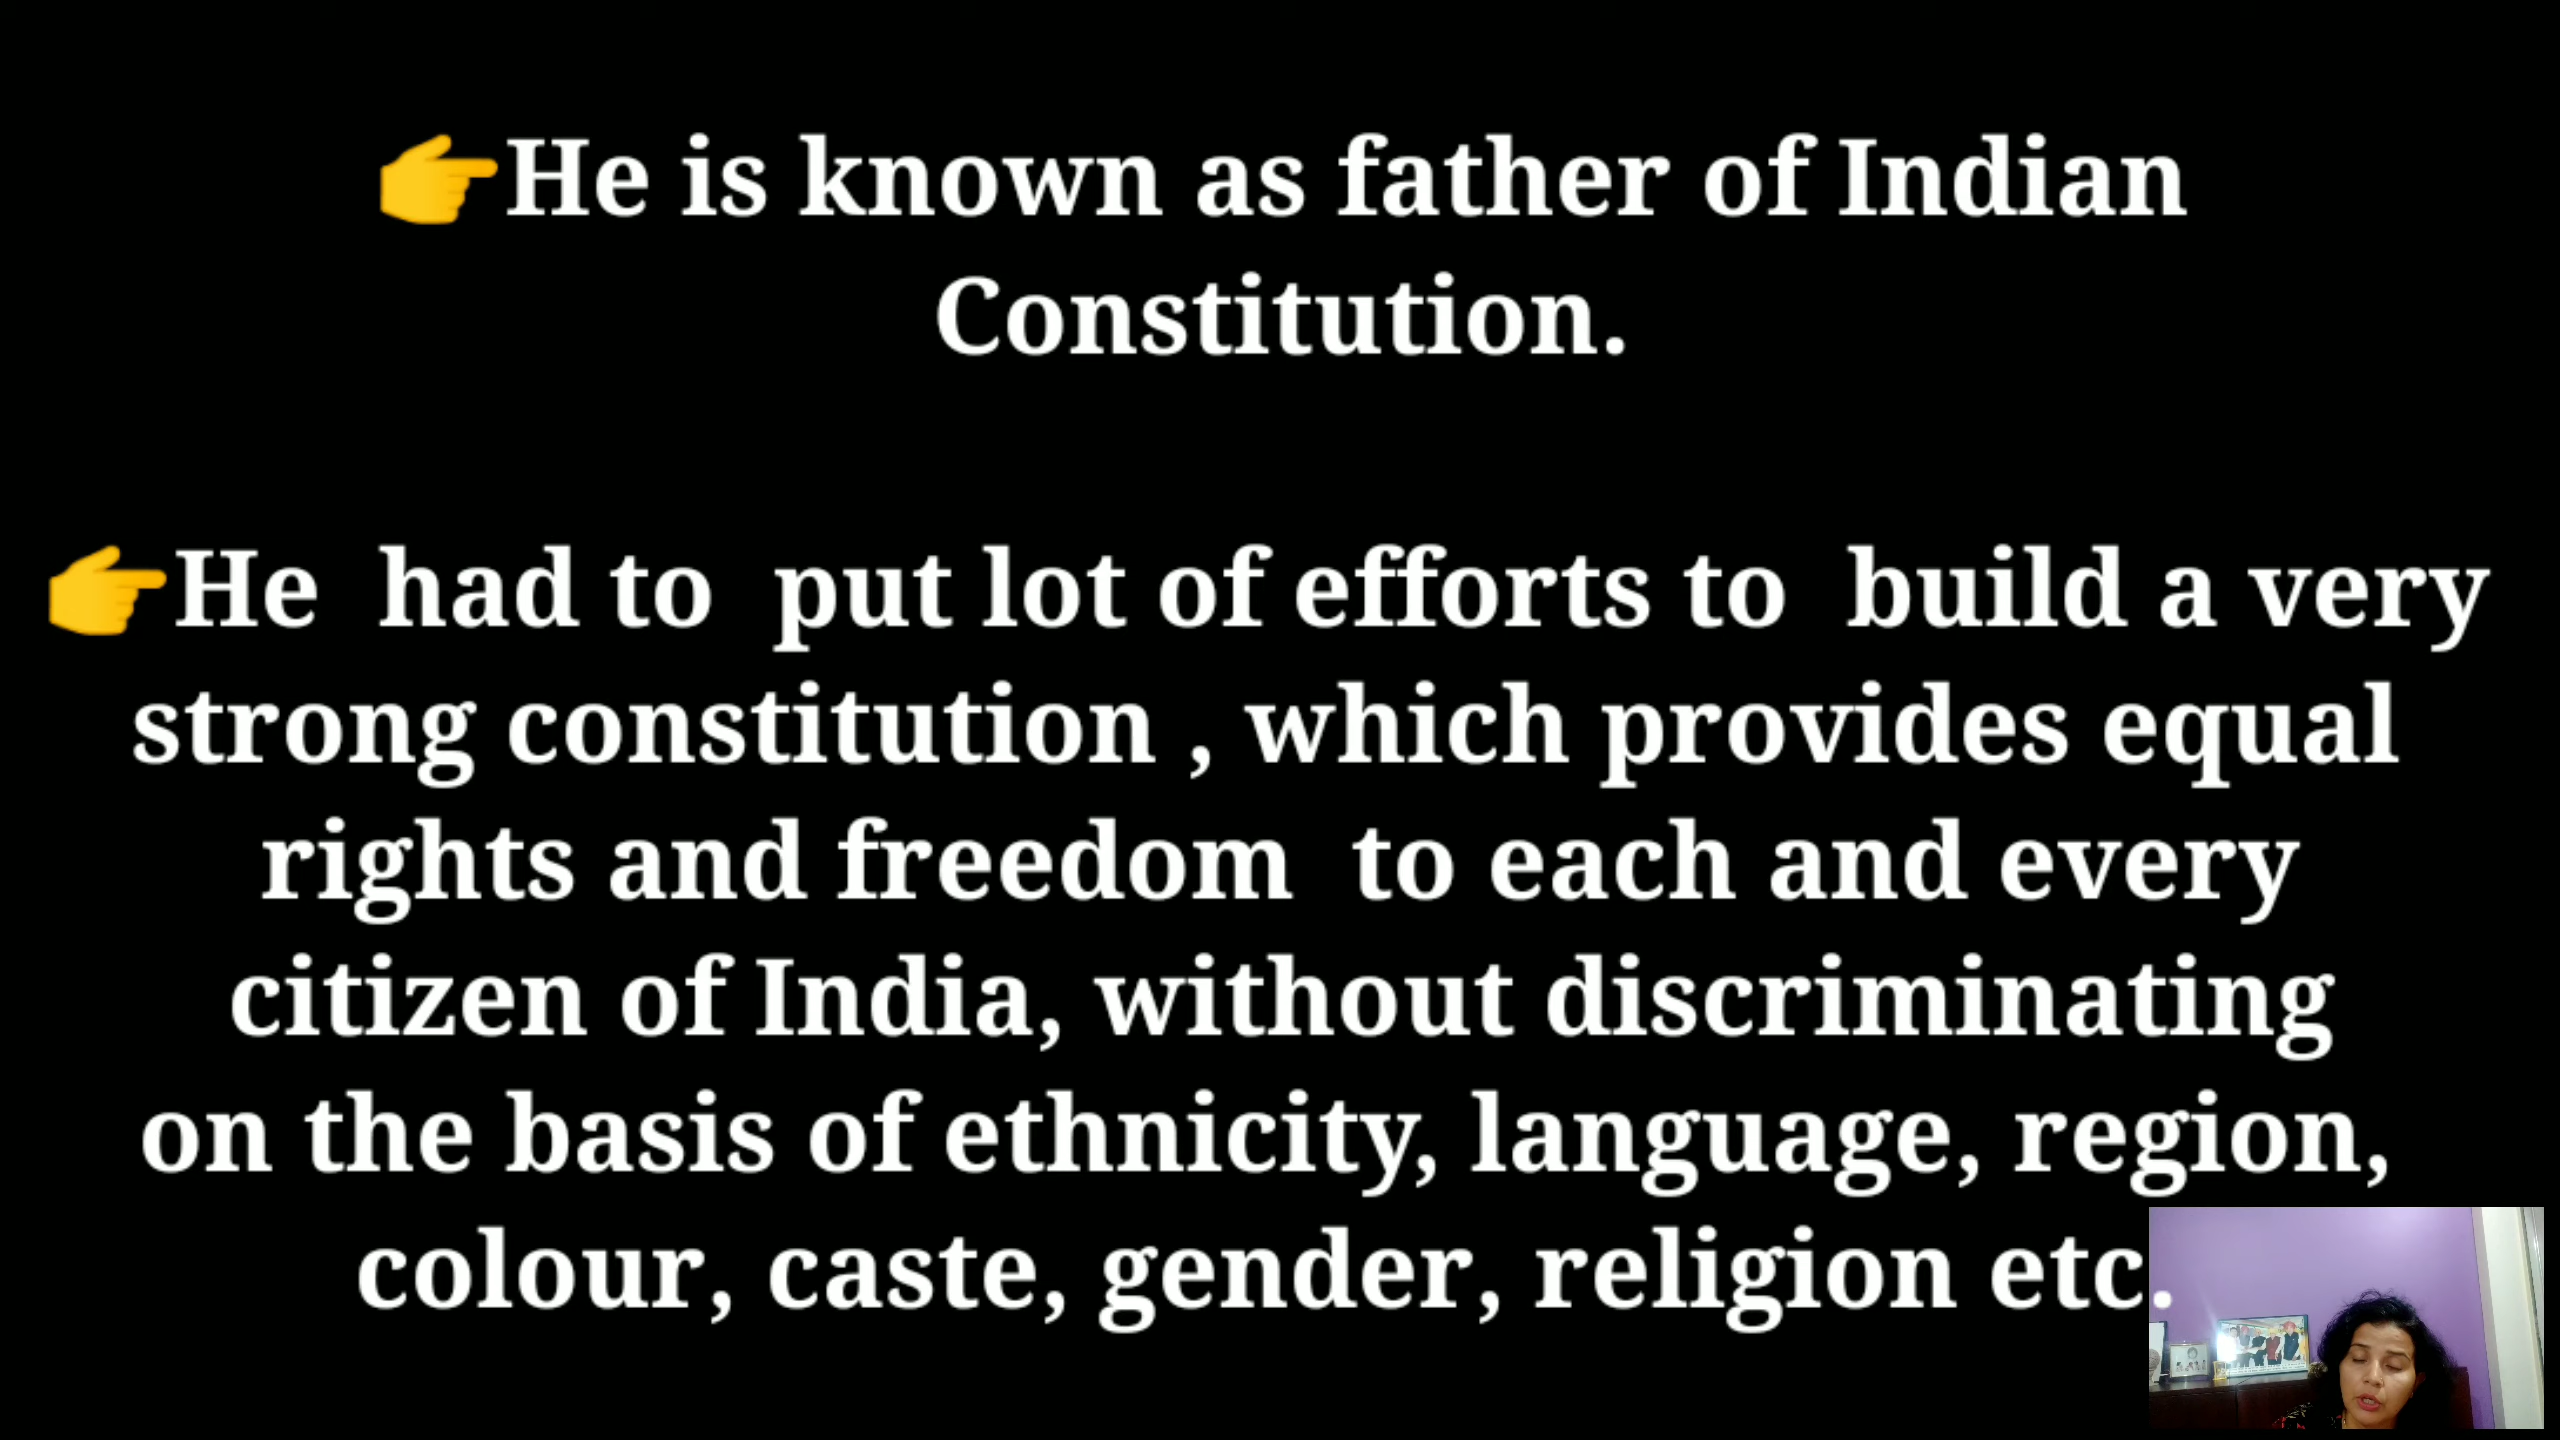 👉He is known as father of Indian
Constitution.
👉He  had to  put lot of efforts to  build a very
strong constitution , which provides equal
rights and freedom  to each and every
citizen of India, without discriminating
on the basis of ethnicity, language, region,
colour, caste, gender, religion etc.